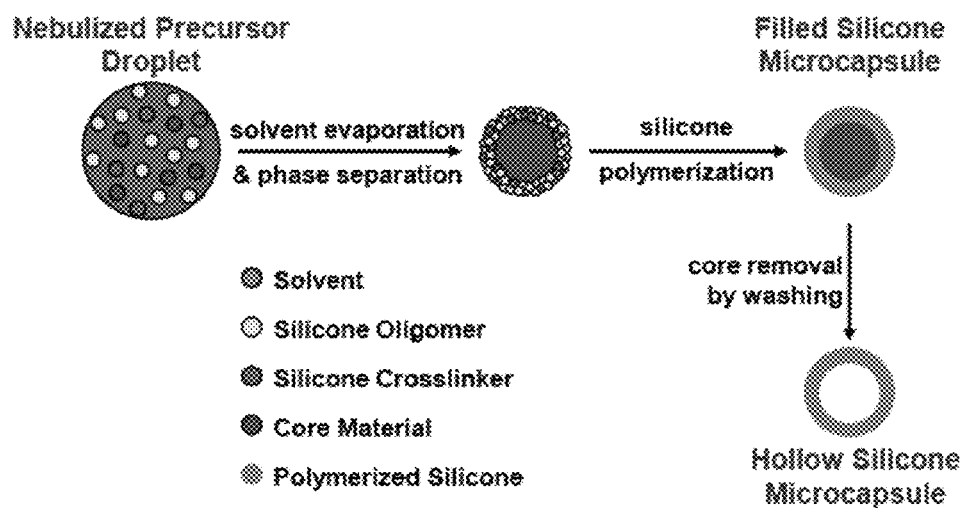 Nebulized Precursor
Droplet
Filled Silicone
Microcapsule
solvent evaporation
& phase separation
silicone
polymerization
core removal
by washing
Solvent
Silicone Oligomer
Silicone Crosslinker
Core Material
Polymerized Silicone
Hollow Silicone
Microcapsule